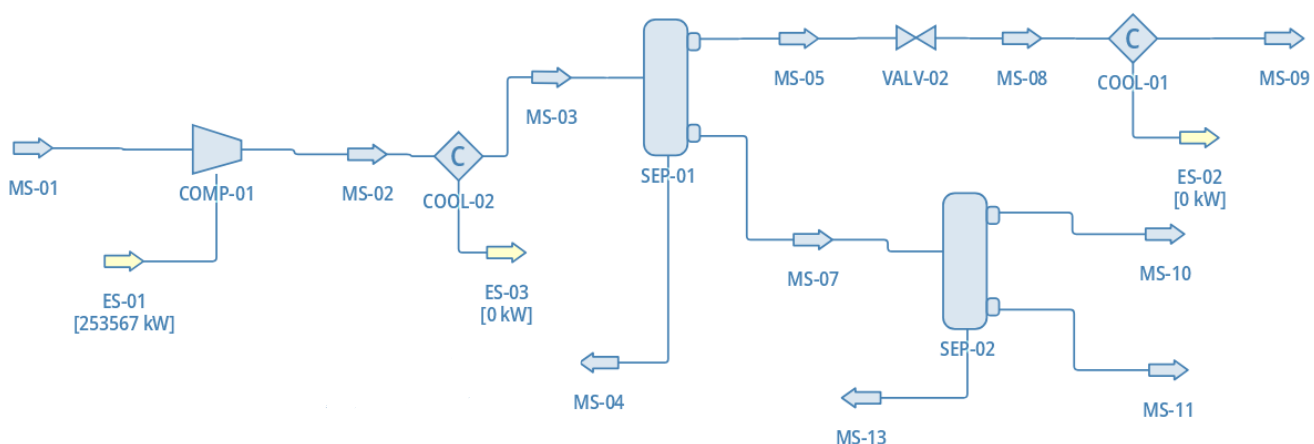 C
MS-05
VALV-02
MS-08
COOL-01
MS-09
MS-03
C
MS-01
COMP-01
MS-02
COOL-02
SEP-01
ES-02
[0 kW]
MS-10
MS-07
ES-01
[253567 kW]
ES-03
[0 kW]
SEP-02
MS-04
MS-11
MS-13